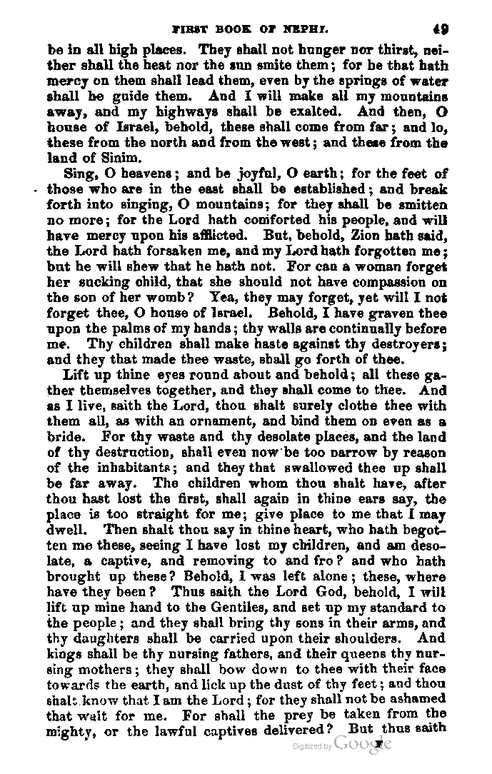 FIRST BOOK OF NEPHI. 49
be in all high places. They shall not hunger nor thirst, nei-
ther shall the heat nor the sun smite them; for he that hath
mercy on them shall lead them, even by the springs of water
shall he guide them. And I will make all my mountains
away, and my highways shall be exalted. And then, O
house of Israel, behold, these shall come from far; and lo,
these from the north and from the west; and these from the
land of Sinim.
Sing, O heavens; and be joyful, O earth; for the feet of
those who are in the east shall be established; and break
forth into singing, O mountains; for they shall be smitten
no more; for the Lord hath comforted his people, and will
have mercy upon his afflicted. But, behold, Zion hath said,
the Lord hath forsaken me, and my Lord hath forgotten me;
but he will shew that he hath not. For can a woman forget
her sucking child, that she should not have compassion on
the son of her womb? Yea, they may forget, yet will I not
forget thee, O house of Israel. Behold, I have graven thee
upon the palms of my hands; thy walls are continually before
me. Thy children shall make haste against thy destroyers;
and they that made thee waste, shall go forth of thee.
Lift up thine eyes round about and behold; all these ga-
ther themselves together, and they shall come to thee. And
as I live, saith the Lord, thou shalt surely clothe thee with
them all, as with an ornament, and bind them on even as a
bride. For thy waste and thy desolate places, and the land
of thy destruction, shall even now be too narrow by reason
of the inhabitants; and they that swallowed thee up shall
be far away. The children whom thou shalt have, after
thou hast lost the first, shall again in thine ears say, the
place is too straight for me; give place to me that I may
dwell. Then shalt thou say in thine heart, who hath begot-
ten me these, seeing I have lost my children, and am deso-
late, a captive, and removing to and fro? and who hath
brought up these? Behold, I was left alone; these, where
have they been? Thus saith the Lord God, behold, I will
lift up mine hand to the Gentiles, and set up my standard to
the people; and they shall bring thy sons in their arms, and
thy daughters shall be carried upon their shoulders. And
kings shall be thy nursing fathers, and their queens thy nur-
sing mothers; they shall bow down to thee with their face
towards the earth, and lick up the dust of thy feet; and thou
shalt know that I am the Lord; for they shall not be ashamed
that wait for me. For shall the prey be taken from the
mighty, or the lawful captives delivered? But thus saith
Digitized by Google